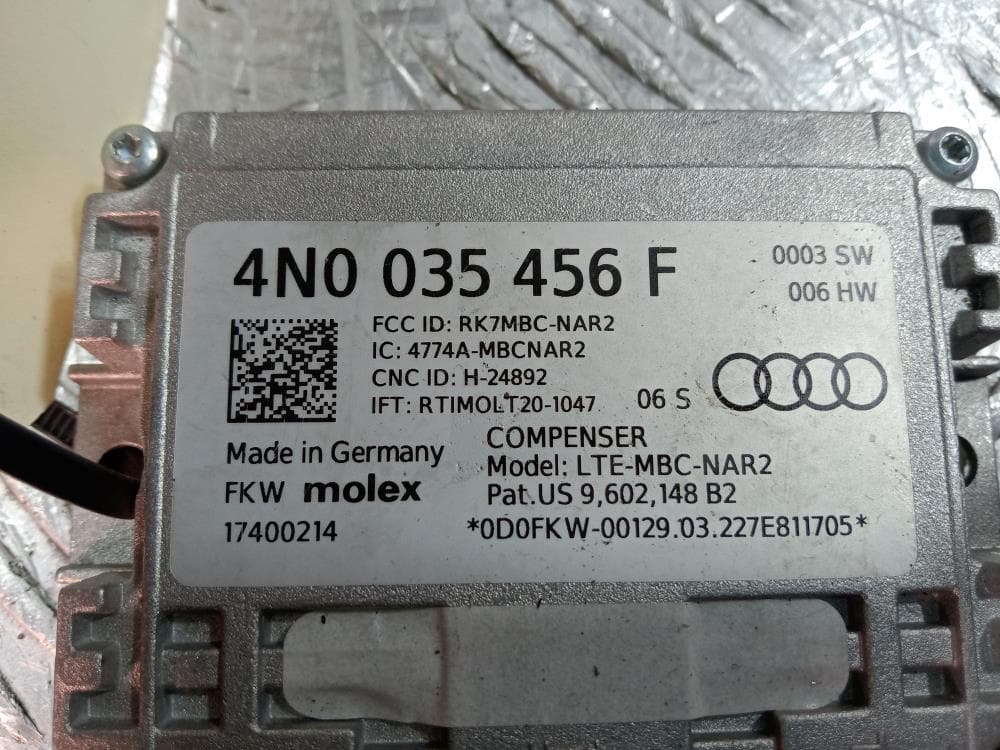 4N0 035 456 F
0003 SW
006 HW
FCC ID: RK7MBC-NAR2
IC: 4774A-MBCNAR2
CNC ID: H-24892
IFT: RTIMOLT20-1047
06 S
Made in Germany
FKW molex
17400214
COMPENSER
Model: LTE-MBC-NAR2
Pat.US 9,602,148 B2
*0D0FKW-00129.03.227E811705*